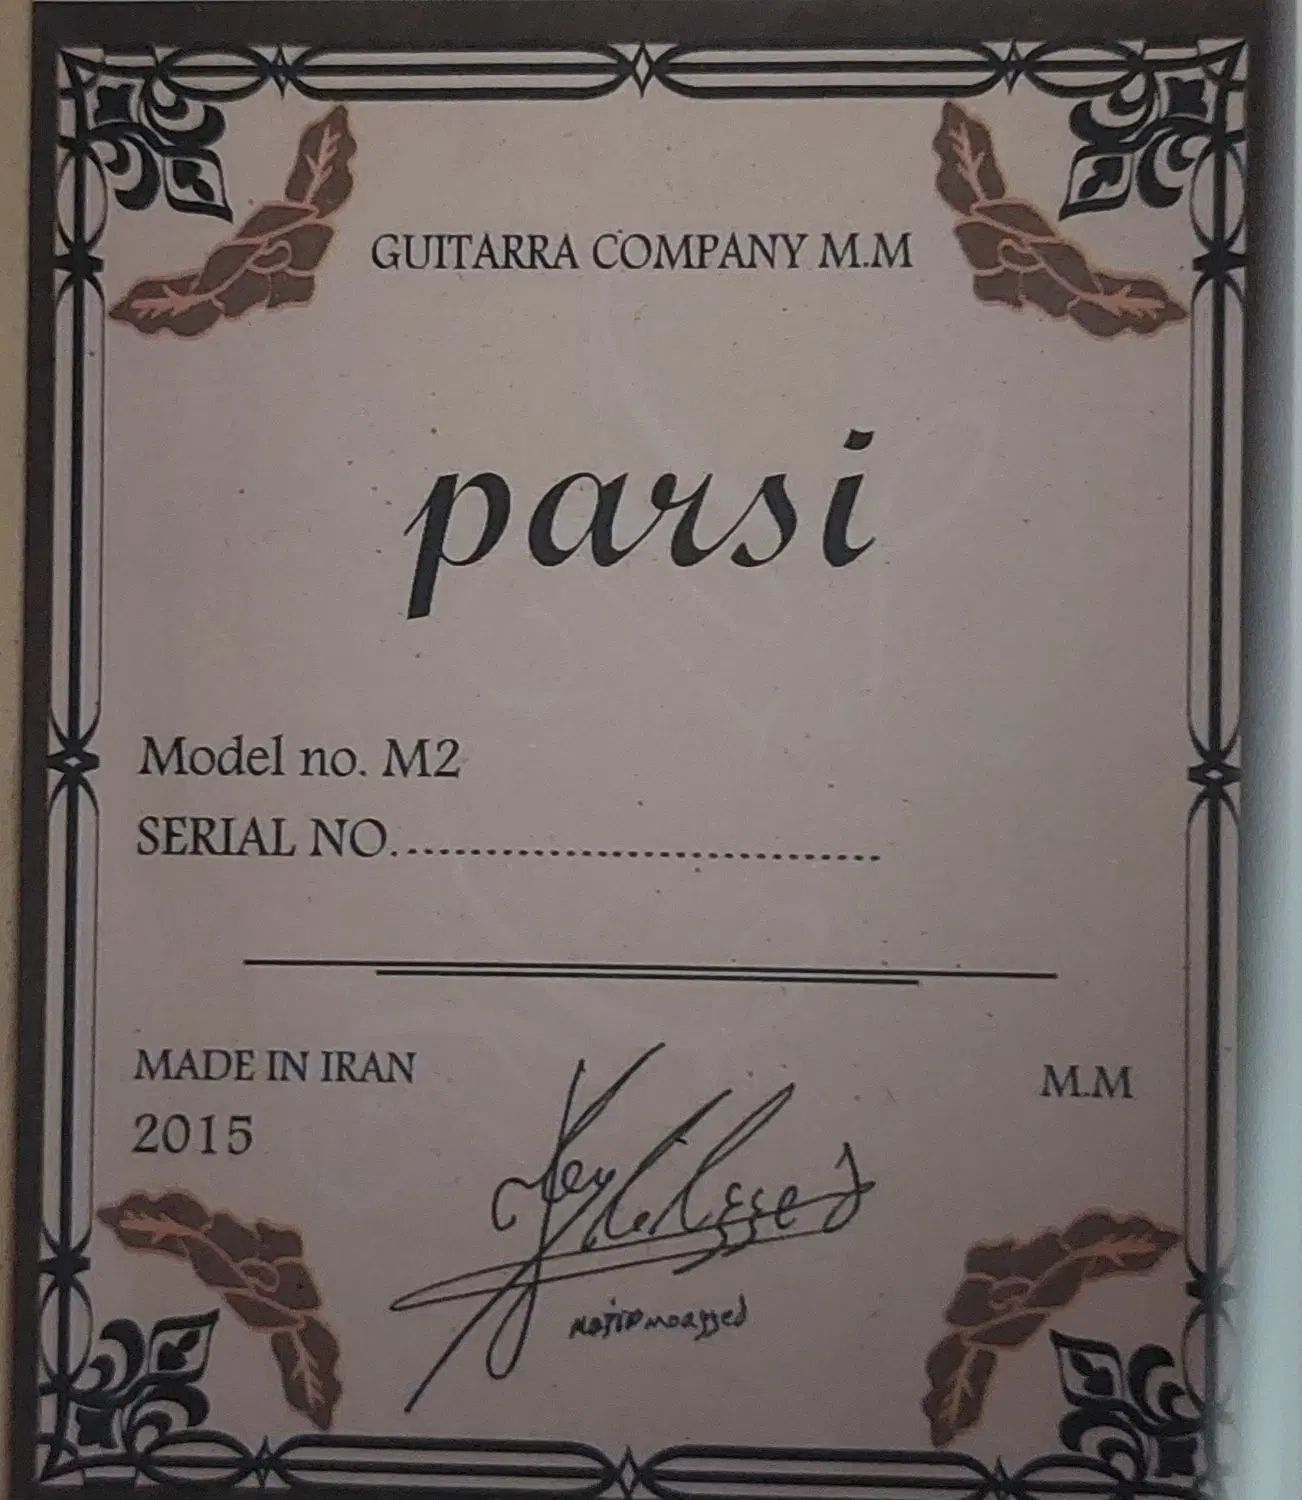 GUITARRA COMPANY M.M
parsi
Model no. M2
SERIAL NO.................................
MADE IN IRAN
M.M
2015